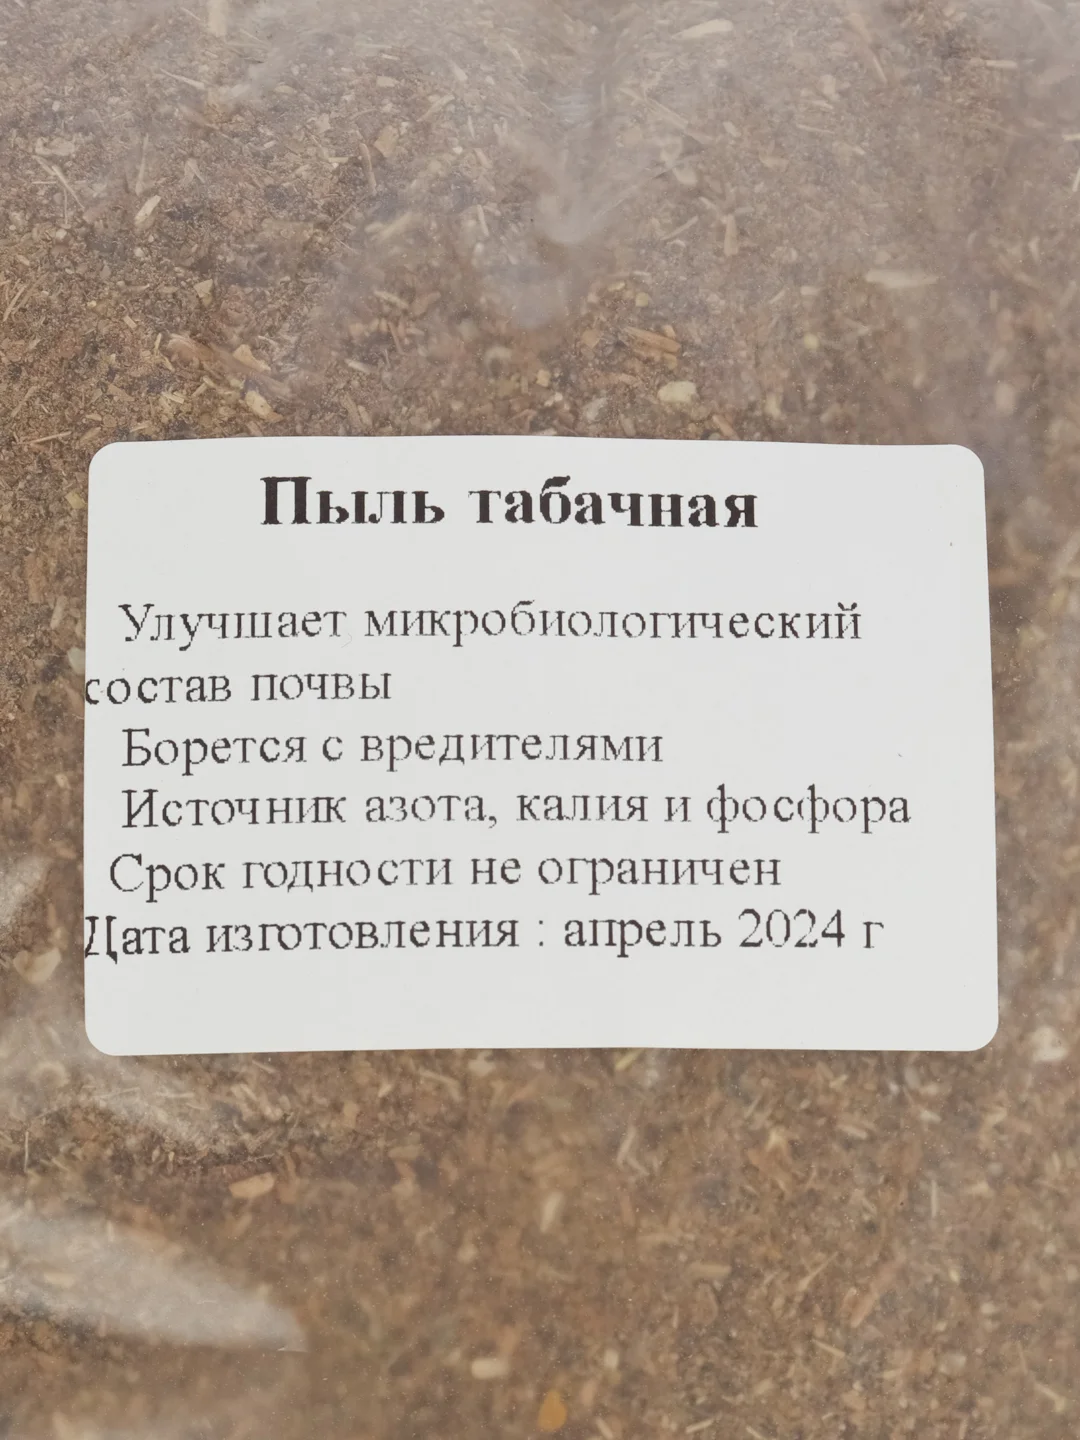 Пыль табачная
Улучшает микробиологический
состав почвы
Борется с вредителями
Источник азота, калия и фосфора
Срок годности не ограничен
Дата изготовления : апрель 2024 г